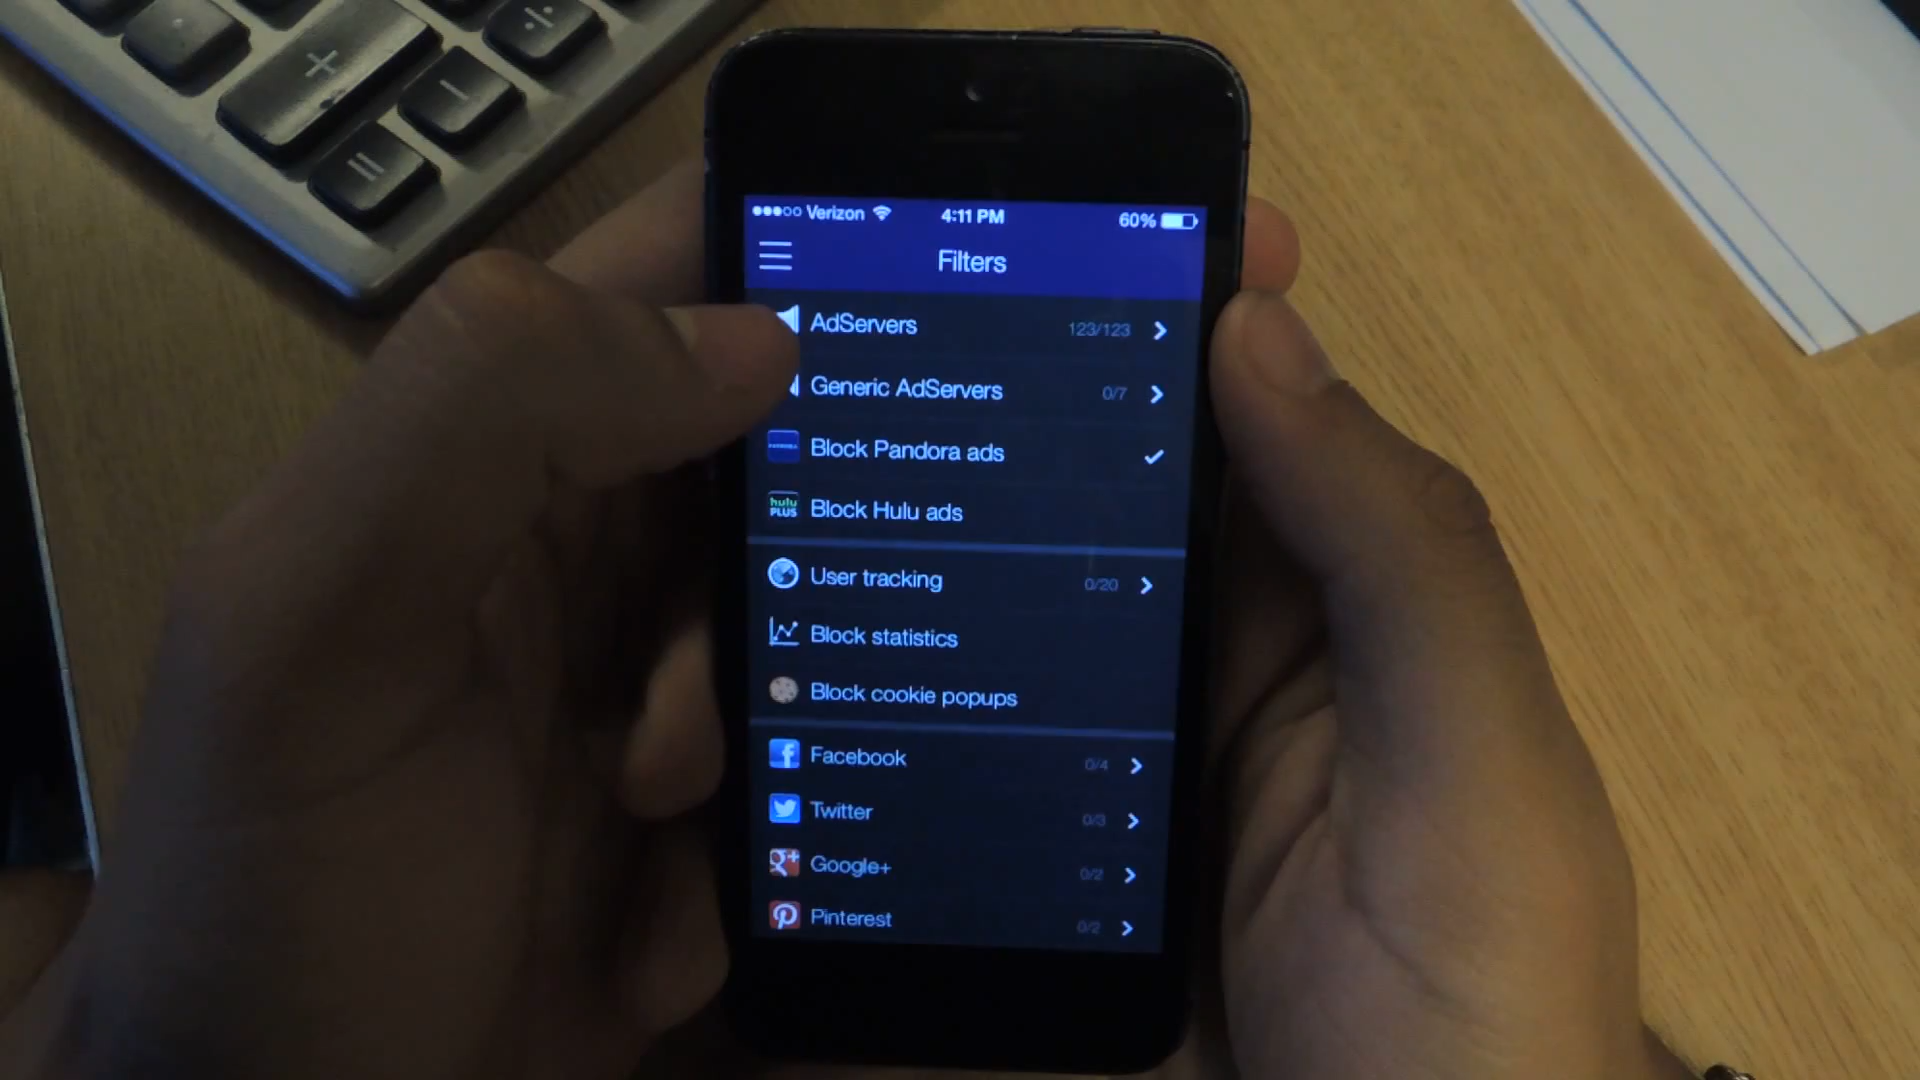 +
÷
−
=
Verizon 4:11 PM 60%
Filters
AdServers 123/123
Generic AdServers 0/7
Block Pandora ads
hulu PLUS Block Hulu ads
User tracking 0/20
Block statistics
Block cookie popups
f Facebook 0/4
Twitter 0/3
g+ Google+ 0/2
Pinterest 0/2